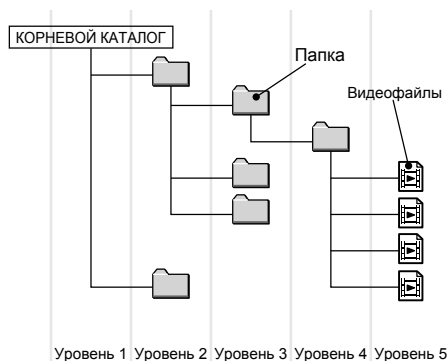 КОРНЕВОЙ КАТАЛОГ
Папка
Видеофайлы
Уровень 1 Уровень 2 Уровень 3 Уровень 4 Уровень 5